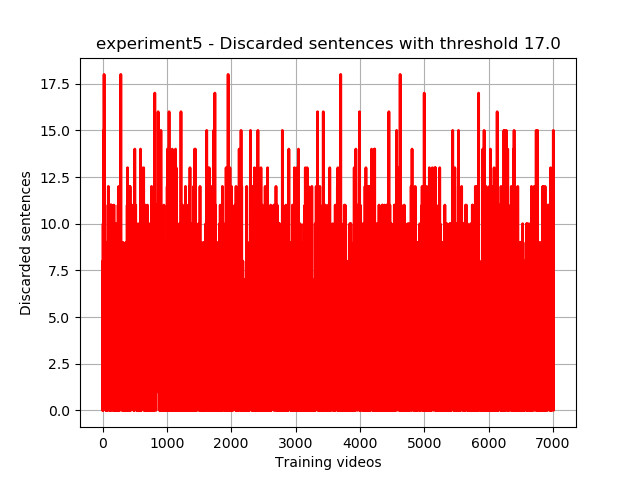 experiment5 - Discarded sentences with threshold 17.0
17.5
15.0
12.5
10.0
7.5
5.0
2.5
0.0
Discarded sentences
0 1000 2000 3000 4000 5000 6000 7000
Training videos